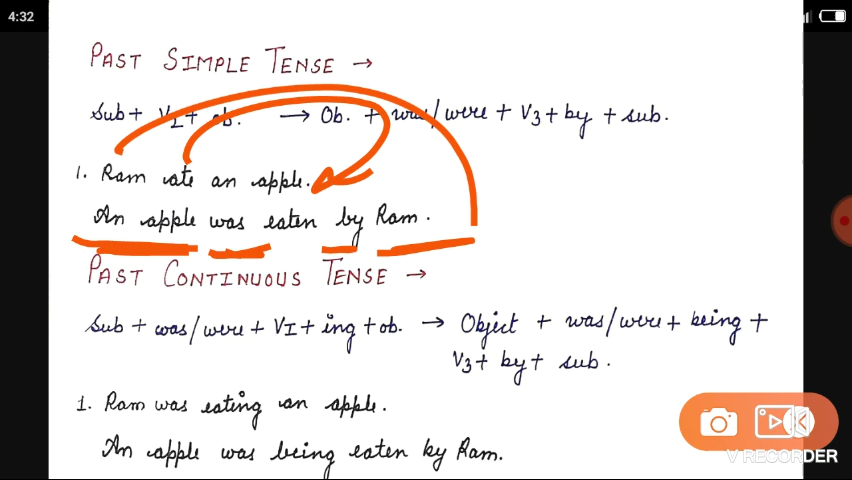 4:32
PAST SIMPLE TENSE →
Sub + V1 + ob. → Ob. + was/were + V3 + by + sub.
1. Ram ate an apple.
An apple was eaten by Ram.
PAST CONTINUOUS TENSE →
Sub + was/were + VI + ing + ob. → Object + was/were + being +
V3 + by + sub.
1. Ram was eating an apple.
An apple was being eaten by Ram.
V RECORDER